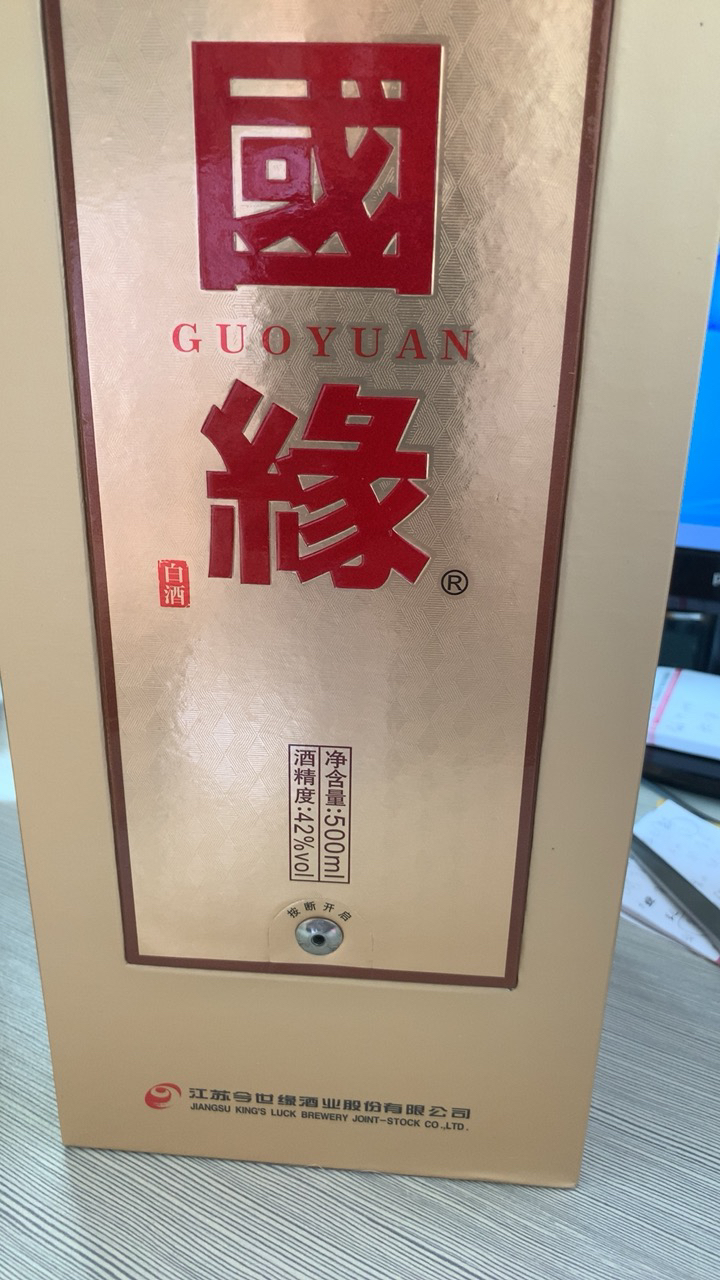 國
GUOYUAN
緣
®
白酒
净含量:500ml
酒精度:42%vol
按断开启
江苏今世缘酒业股份有限公司
JIANGSU KING'S LUCK BREWERY JOINT-STOCK CO.,LTD.